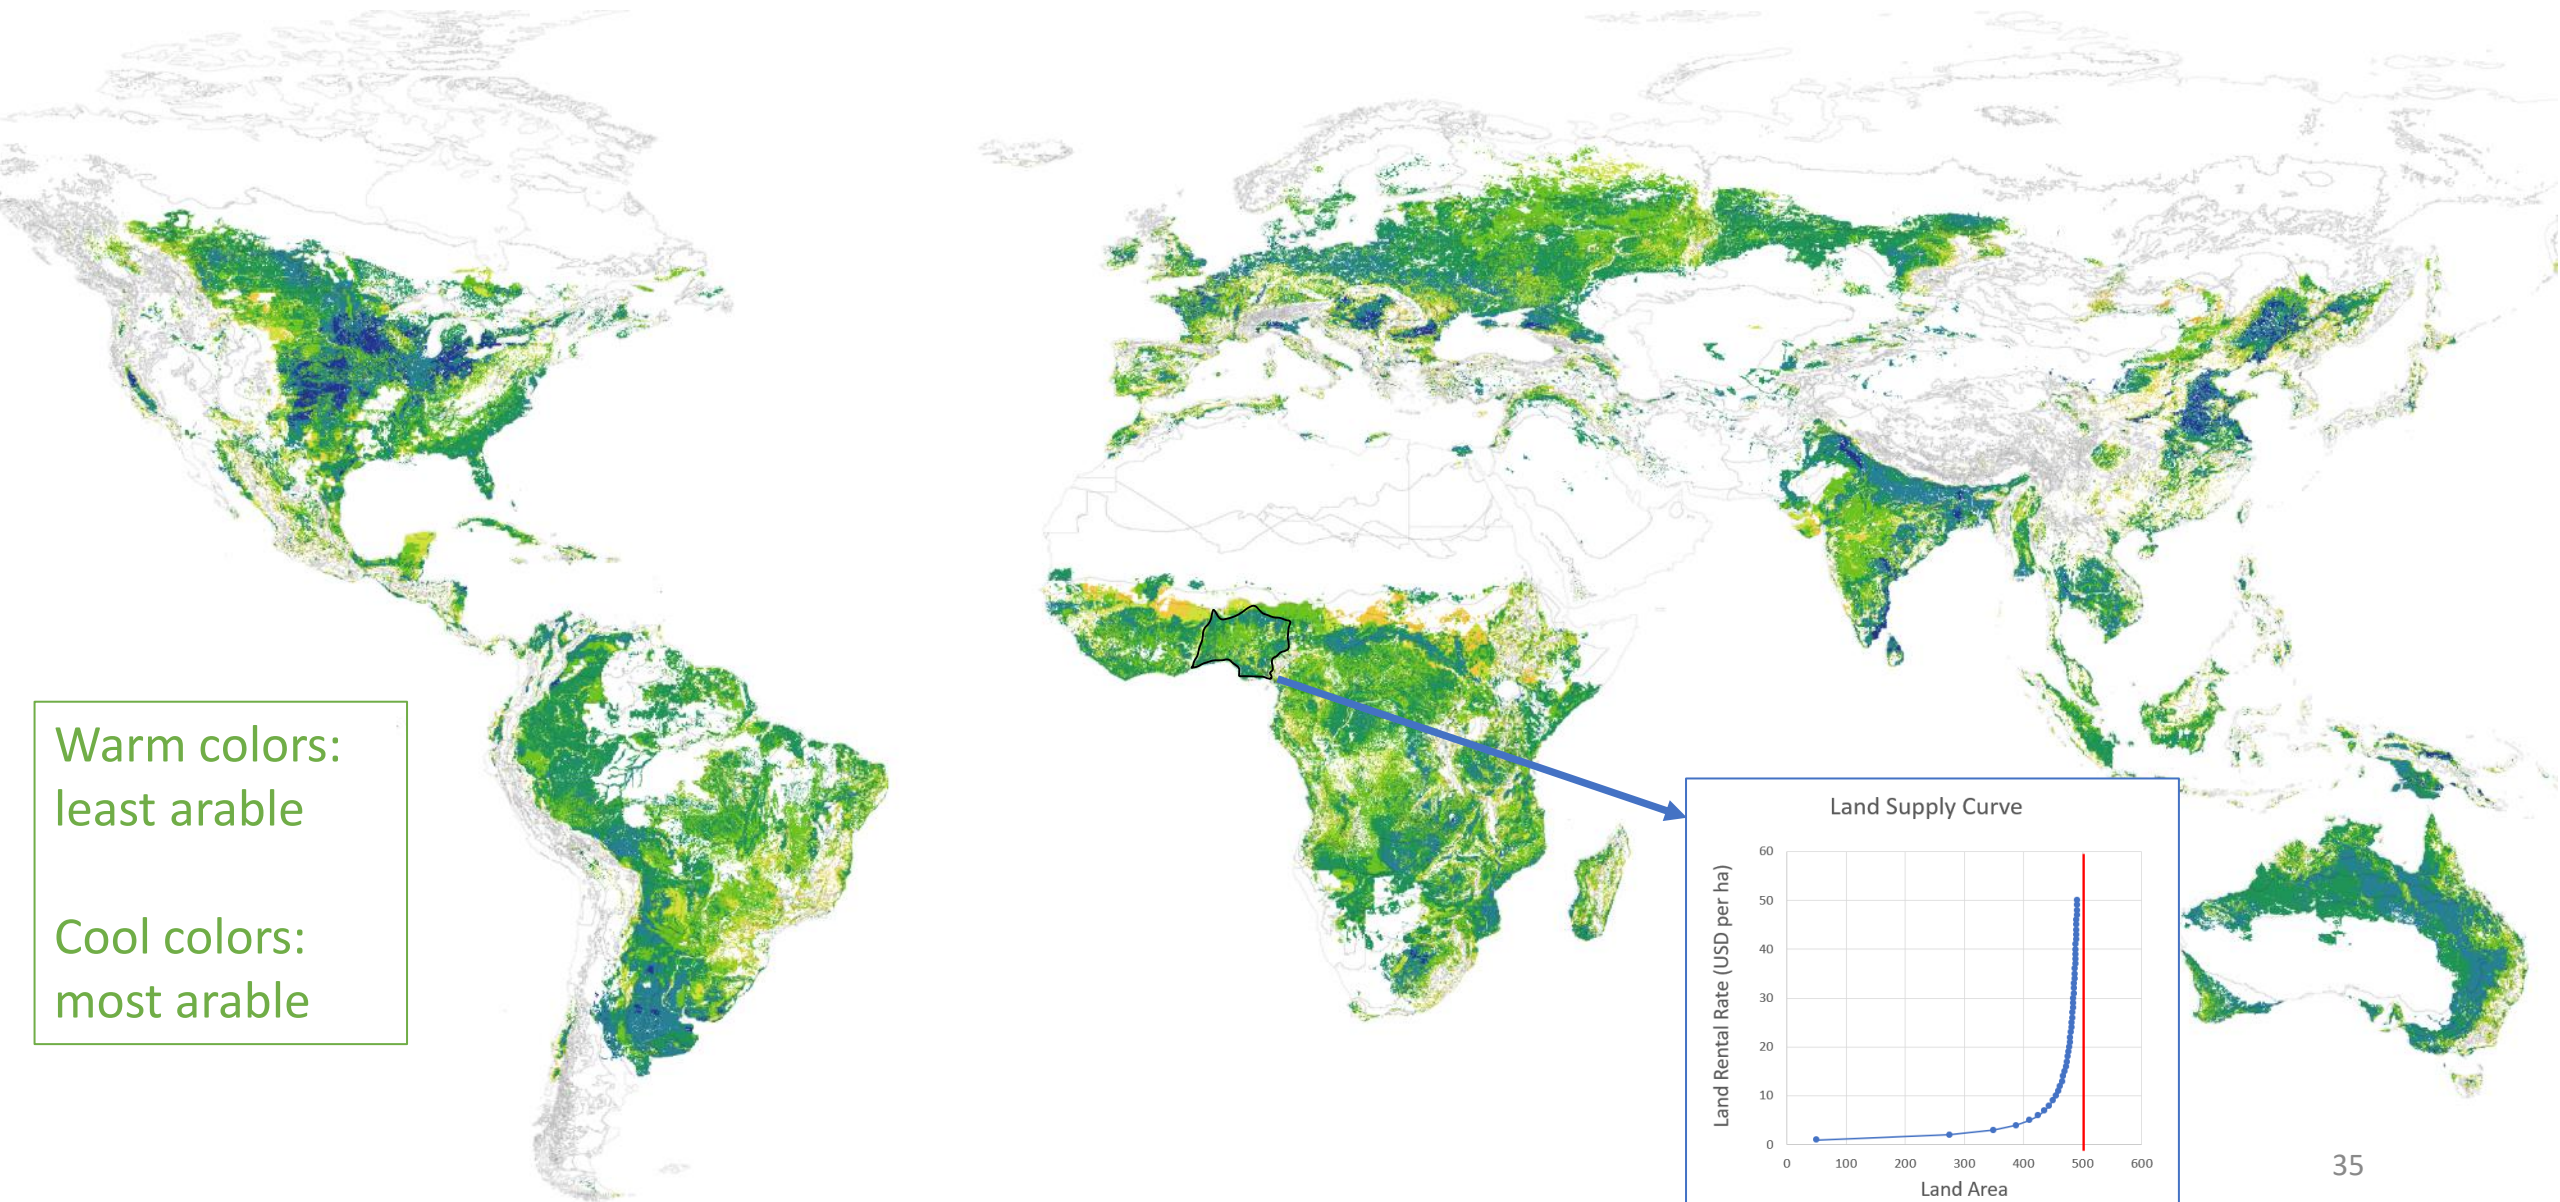 Warm colors:
least arable
Cool colors:
most arable
Land Supply Curve
Land Rental Rate (USD per ha)
60
50
40
30
20
10
0
0 100 200 300 400 500 600
Land Area
35